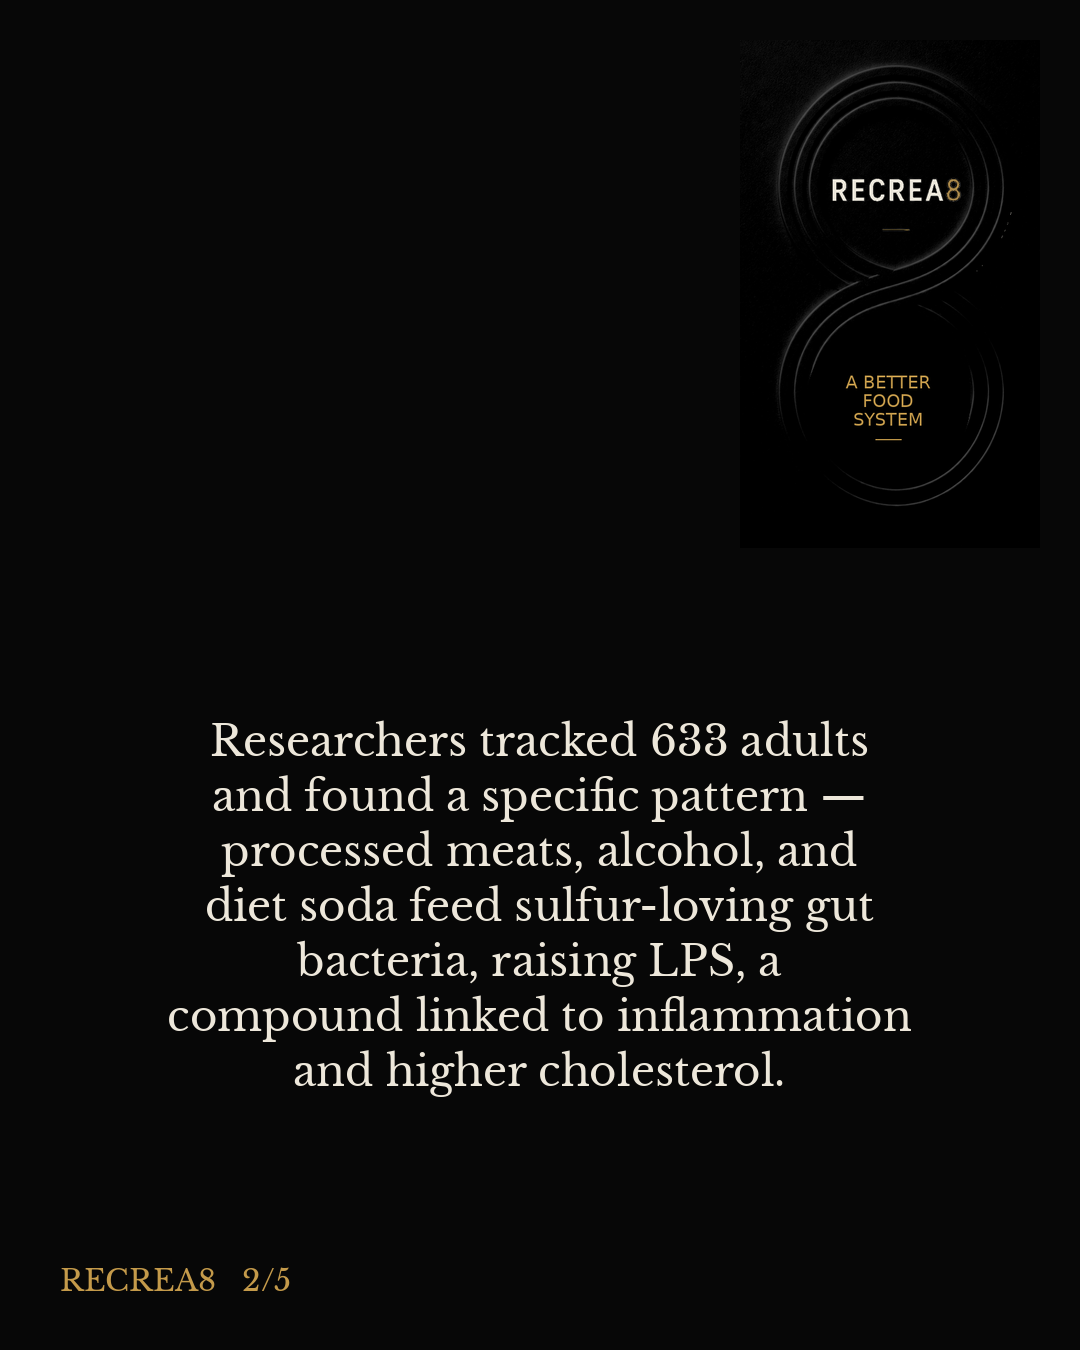 RECREA8
A BETTER
FOOD
SYSTEM
Researchers tracked 633 adults
and found a specific pattern —
processed meats, alcohol, and
diet soda feed sulfur-loving gut
bacteria, raising LPS, a
compound linked to inflammation
and higher cholesterol.
RECREA8 2/5